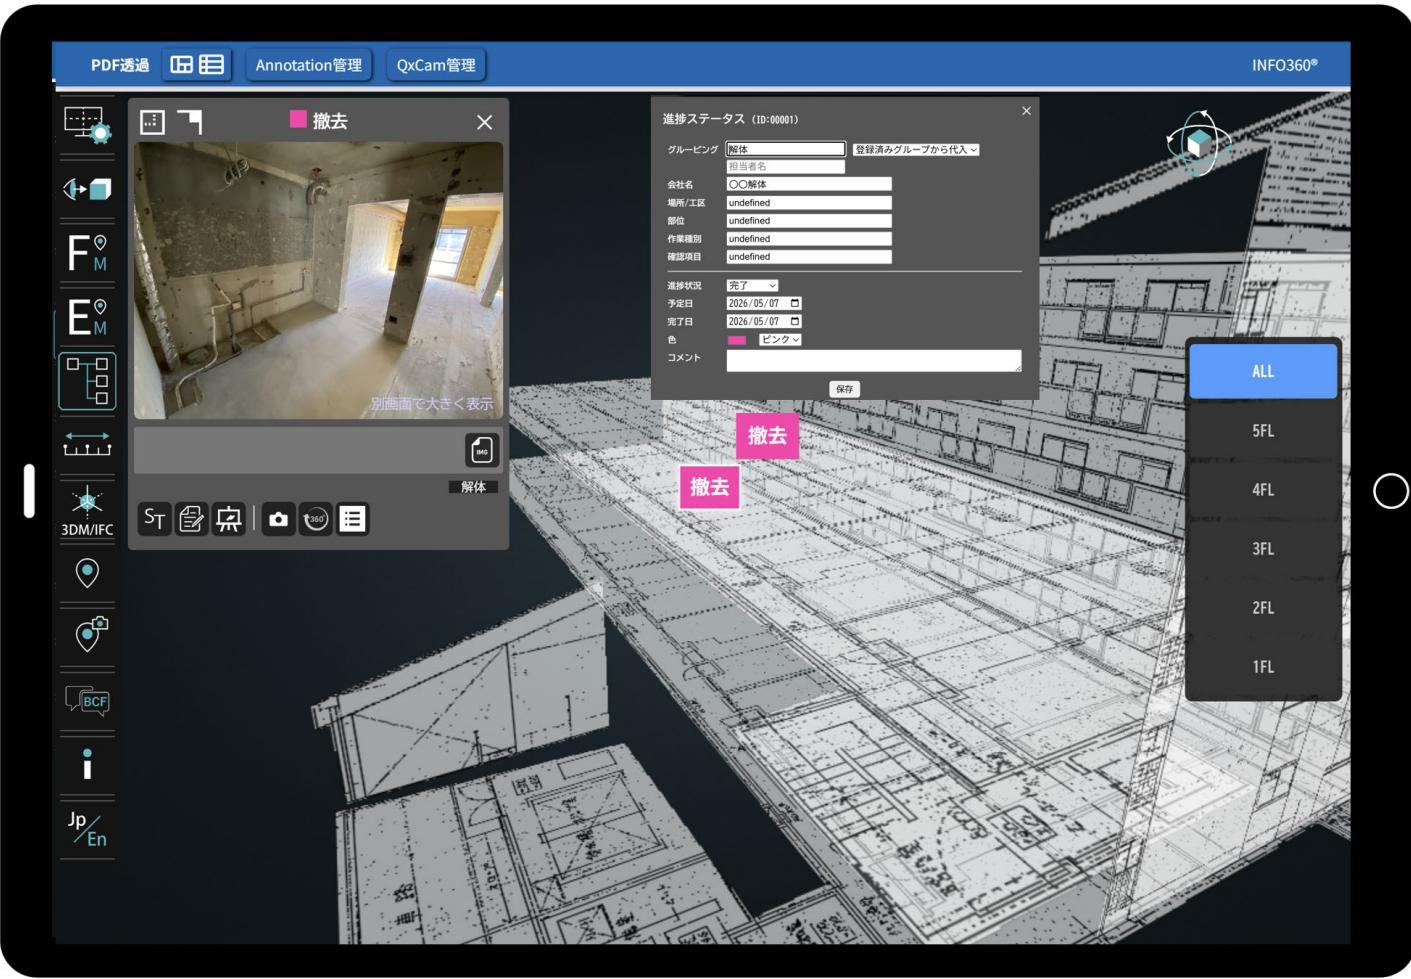 PDF透過
Annotation管理
QxCam管理
INFO360®
撤去
別画面で大きく表示
IMG
解体
ST
360°
進捗ステータス (ID:00001)
グルーピング 解体 登録済みグループから代入
担当者名
会社名 〇〇解体
場所/工区 undefined
部位 undefined
作業種別 undefined
確認項目 undefined
進捗状況 完了
予定日 2026/05/07
完了日 2026/05/07
色 ピンク
コメント
保存
撤去
撤去
ALL
5FL
4FL
3FL
2FL
1FL
F M
E M
3DM/IFC
BCF
i
Jp/En